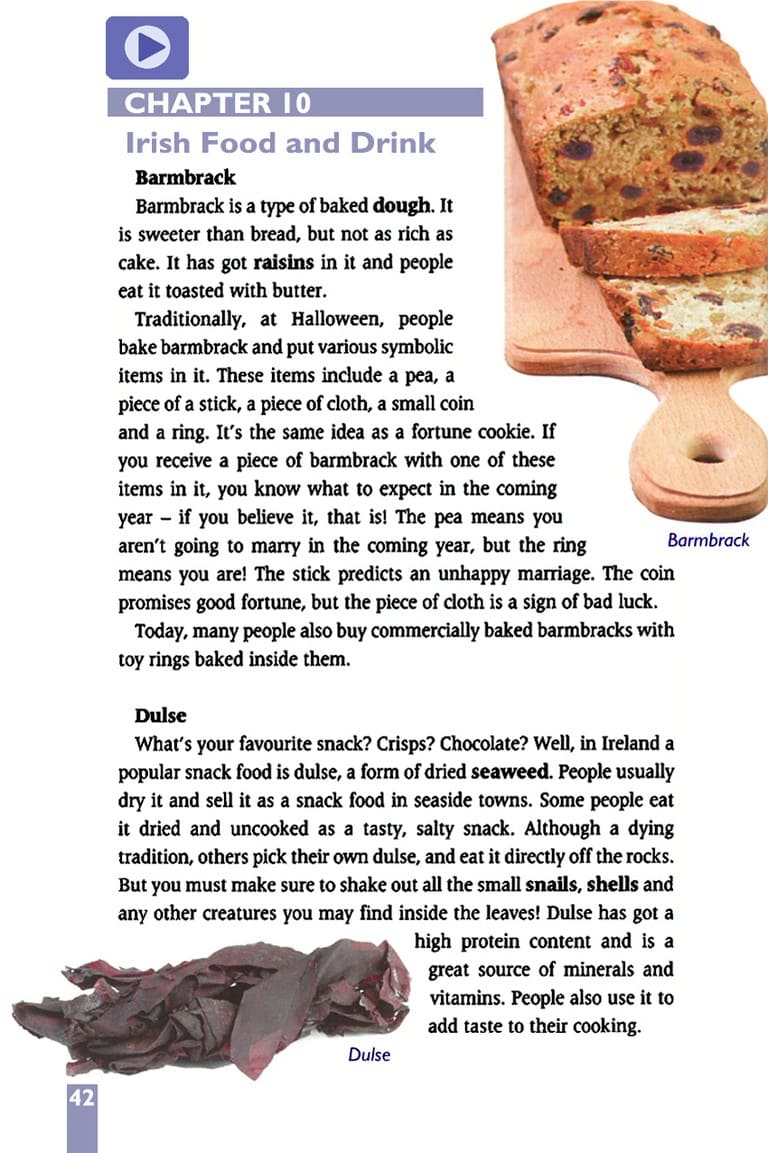 CHAPTER 10
Irish Food and Drink
Barmbrack
Barmbrack is a type of baked dough. It
is sweeter than bread, but not as rich as
cake. It has got raisins in it and people
eat it toasted with butter.
Traditionally, at Halloween, people
bake barmbrack and put various symbolic
items in it. These items include a pea, a
piece of a stick, a piece of cloth, a small coin
and a ring. It's the same idea as a fortune cookie. If
you receive a piece of barmbrack with one of these
items in it, you know what to expect in the coming
year – if you believe it, that is! The pea means you
aren't going to marry in the coming year, but the ring
means you are! The stick predicts an unhappy marriage. The coin
promises good fortune, but the piece of cloth is a sign of bad luck.
Today, many people also buy commercially baked barmbracks with
toy rings baked inside them.
Barmbrack
Dulse
What's your favourite snack? Crisps? Chocolate? Well, in Ireland a
popular snack food is dulse, a form of dried seaweed. People usually
dry it and sell it as a snack food in seaside towns. Some people eat
it dried and uncooked as a tasty, salty snack. Although a dying
tradition, others pick their own dulse, and eat it directly off the rocks.
But you must make sure to shake out all the small snails, shells and
any other creatures you may find inside the leaves! Dulse has got a
high protein content and is a
great source of minerals and
vitamins. People also use it to
add taste to their cooking.
Dulse
42